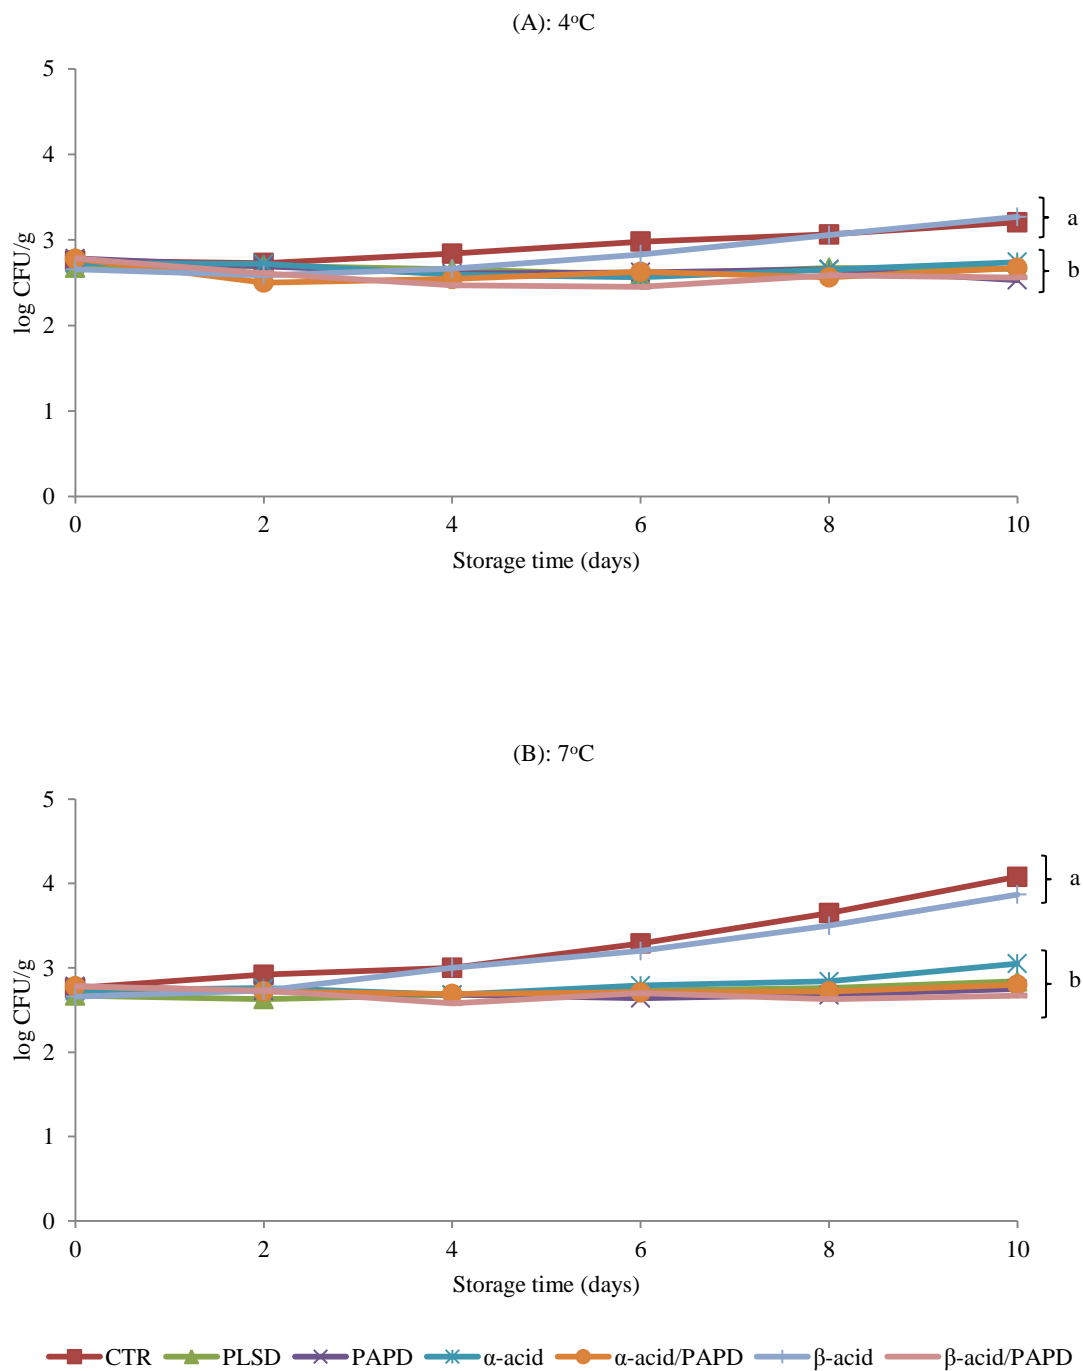 (A): 4°C
5
4
3
2
1
0
log CFU/g
a
b
0 2 4 6 8 10
Storage time (days)
(B): 7°C
5
4
3
2
1
0
log CFU/g
a
b
0 2 4 6 8 10
Storage time (days)
CTR PLSD PAPD α-acid α-acid/PAPD β-acid β-acid/PAPD